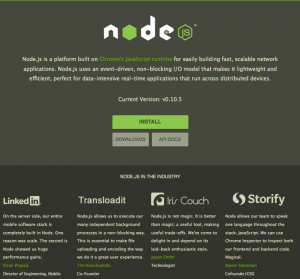 node JS
Node.js is a platform built on Chrome's JavaScript runtime for easily building fast, scalable network
applications. Node.js uses an event-driven, non-blocking I/O model that makes it lightweight and
efficient, perfect for data-intensive real-time applications that run across distributed devices.
Current Version: v0.10.5
INSTALL
DOWNLOADS API DOCS
NODE.JS IN THE INDUSTRY
LinkedIn
On the server side, our entire
mobile software stack is
completely built in Node. One
reason was scale. The second is
Node showed us huge
performance gains.
Kiran Prasad
Director of Engineering, Mobile
Transloadit
Node.js allows us to execute our
many independent background
processes in a non-blocking way.
This is essential to make file
uploading and encoding the way
we do it a great user experience.
Tim Koschuetzki
Co-Founder
Iris Couch
Node.js is not magic. It is better
than magic: a useful tool, making
useful trade-offs. We've come to
delight in and depend on its
laid-back enthusiastic style.
Jason Smith
Technologist
Storify
Node allows our team to speak
one language throughout the
stack: JavaScript. We can use
Chrome Inspector to inspect both
our frontend and backend code.
Magical.
Xavier Damman
Cofounder/CEO